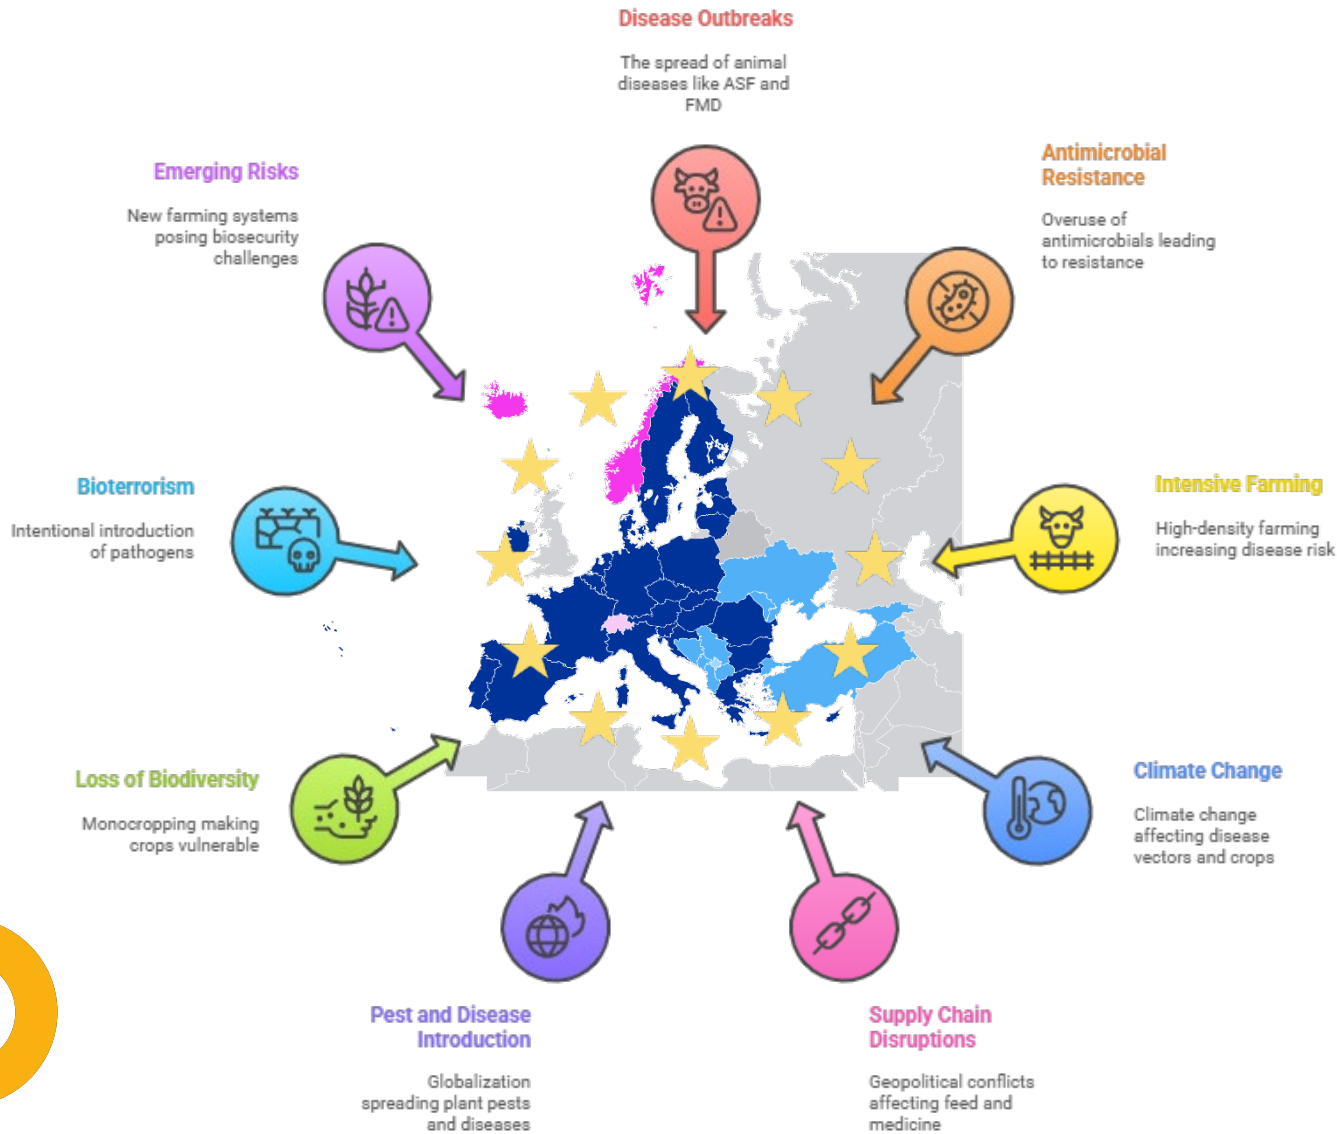 Disease Outbreaks
The spread of animal
diseases like ASF and
FMD
Antimicrobial
Resistance
Overuse of
antimicrobials leading
to resistance
Emerging Risks
New farming systems
posing biosecurity
challenges
Bioterrorism
Intentional introduction
of pathogens
Intensive Farming
High-density farming
increasing disease risk
Loss of Biodiversity
Monocropping making
crops vulnerable
Climate Change
Climate change
affecting disease
vectors and crops
Pest and Disease
Introduction
Globalization
spreading plant pests
and diseases
Supply Chain
Disruptions
Geopolitical conflicts
affecting feed and
medicine